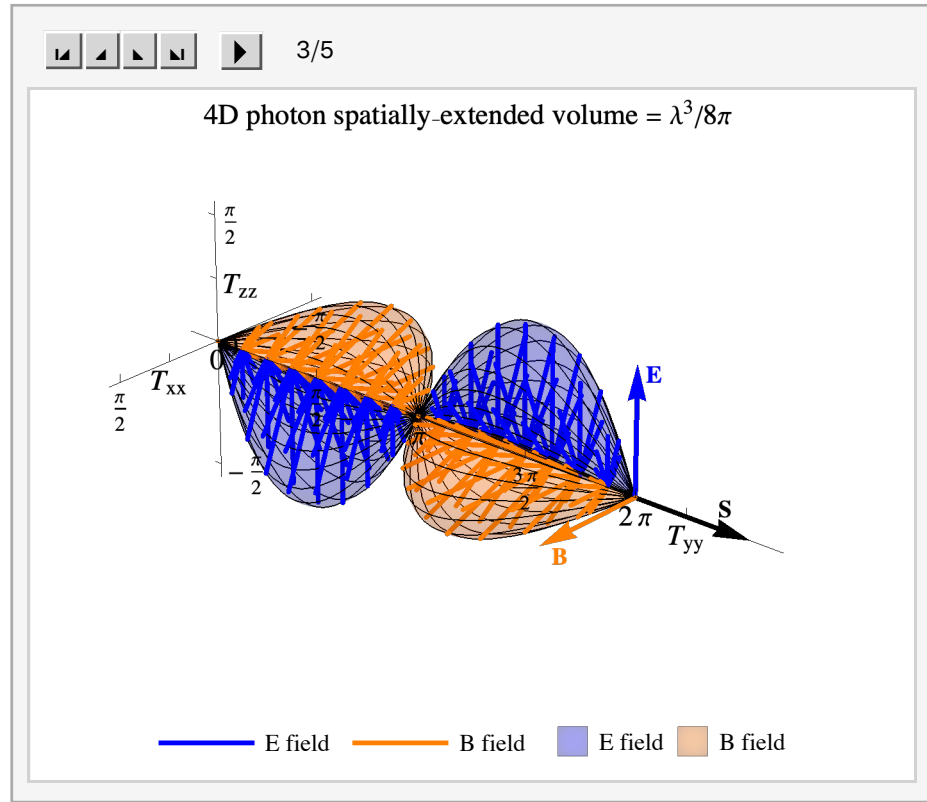 3/5
4D photon spatially-extended volume = λ³/8π
π/2
T_zz
π/2
0
T_xx
π/2
π
-π/2
E
3π/2
2π
S
T_yy
B
E field
B field
E field
B field